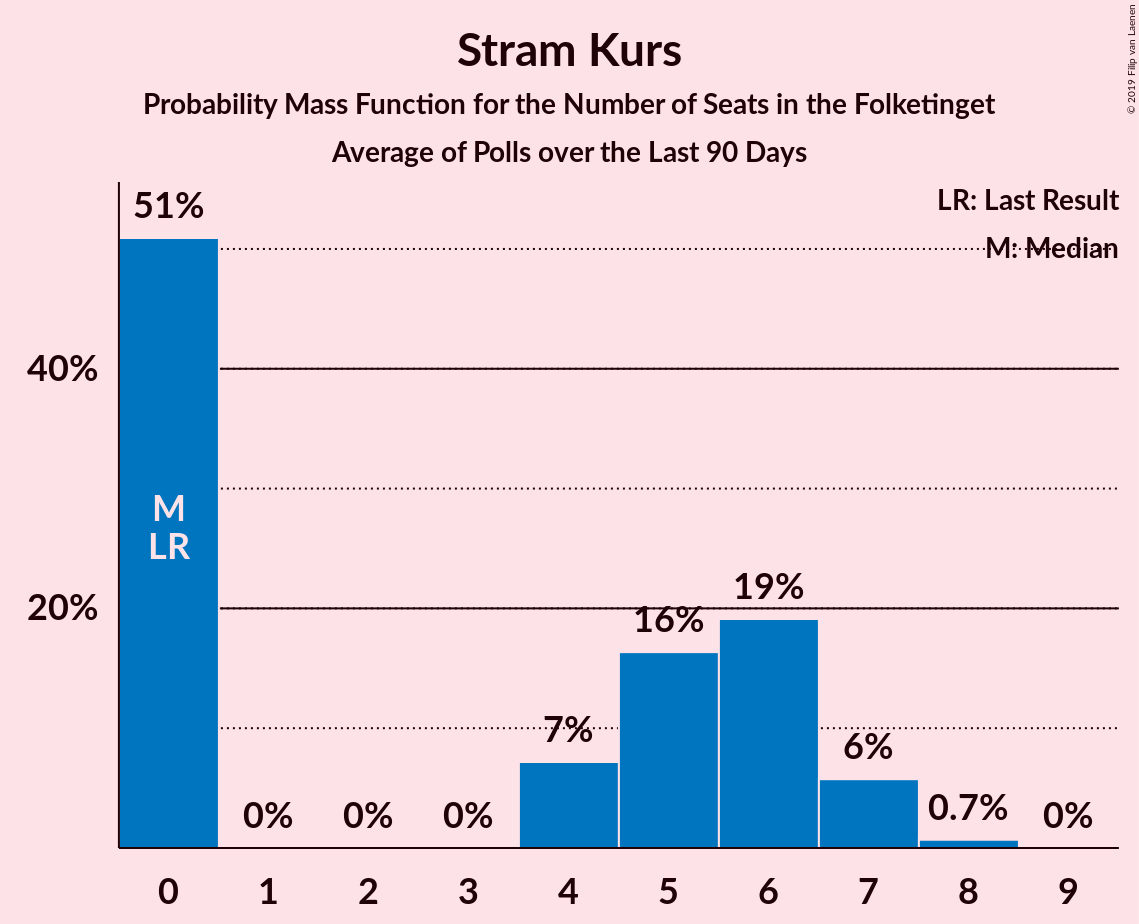 Stram Kurs
Probability Mass Function for the Number of Seats in the Folketinget
Average of Polls over the Last 90 Days
© 2019 Filip van Laenen
LR: Last Result
M: Median
51%
40%
20%
M
LR
0%
0%
0%
7%
16%
19%
6%
0.7%
0%
0
1
2
3
4
5
6
7
8
9